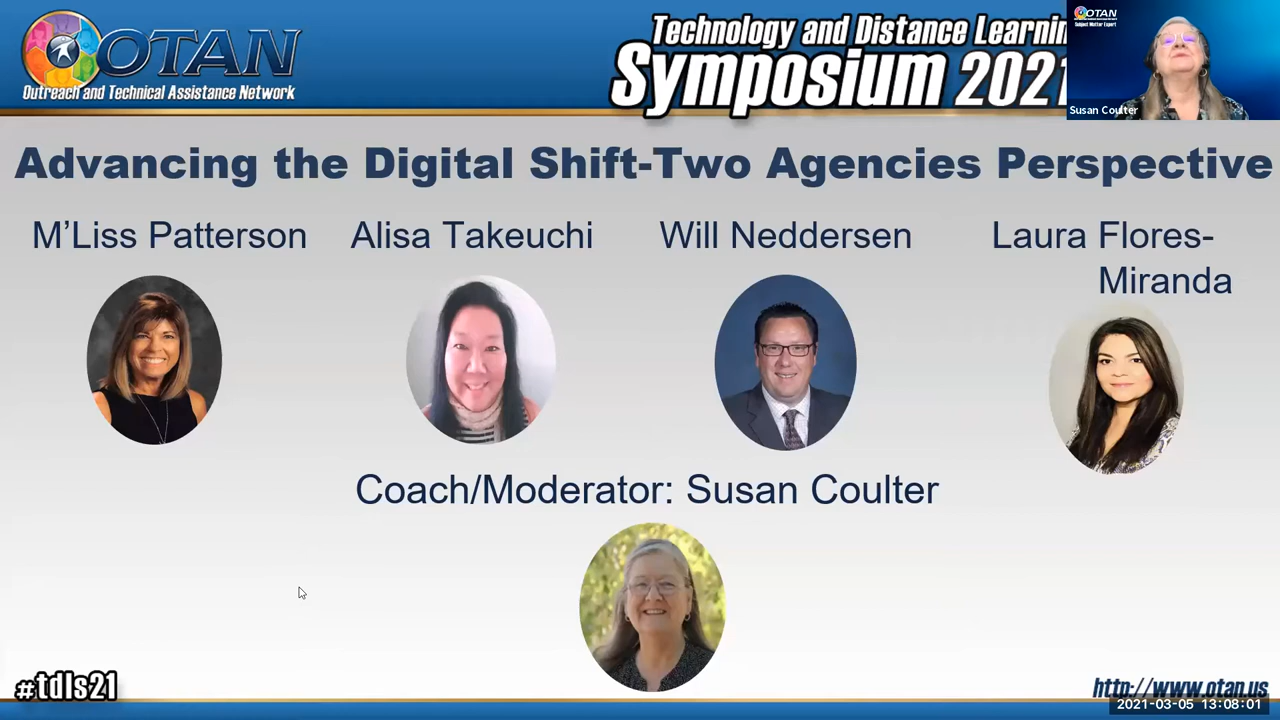 OTAN
Outreach and Technical Assistance Network
Technology and Distance Learnin
Symposium 2021
OTAN
Subject Matter Expert
Susan Coulter
Advancing the Digital Shift-Two Agencies Perspective
M'Liss Patterson
Alisa Takeuchi
Will Neddersen
Laura Flores-
Miranda
Coach/Moderator: Susan Coulter
#tdls21
http://www.otan.us
2021-03-05 13:08:01